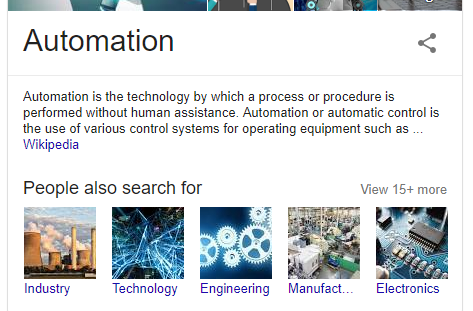 Automation
Automation is the technology by which a process or procedure is
performed without human assistance. Automation or automatic control is
the use of various control systems for operating equipment such as ...
Wikipedia
People also search for
View 15+ more
Industry
Technology
Engineering
Manufact...
Electronics